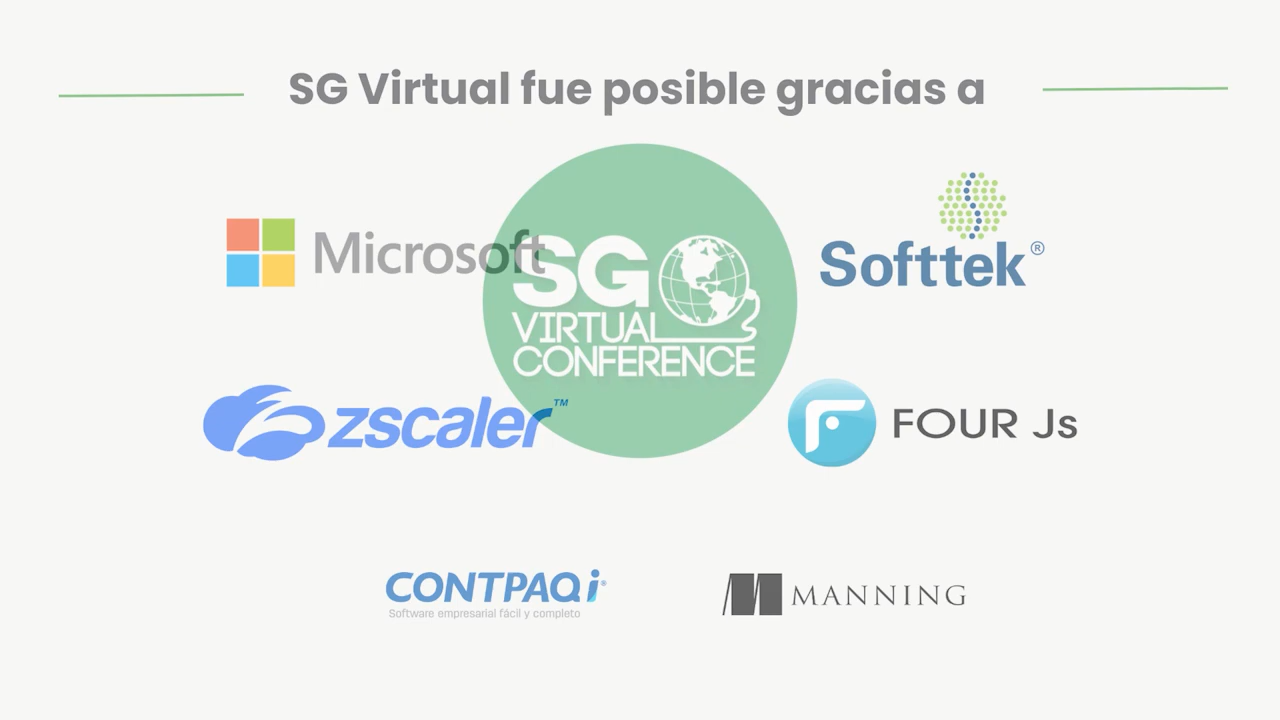 SG Virtual fue posible gracias a
Microsoft
SG
VIRTUAL
CONFERENCE
Softtek®
zscaler™
FOUR Js
CONTPAQi®
Software empresarial fácil y completo
MANNING